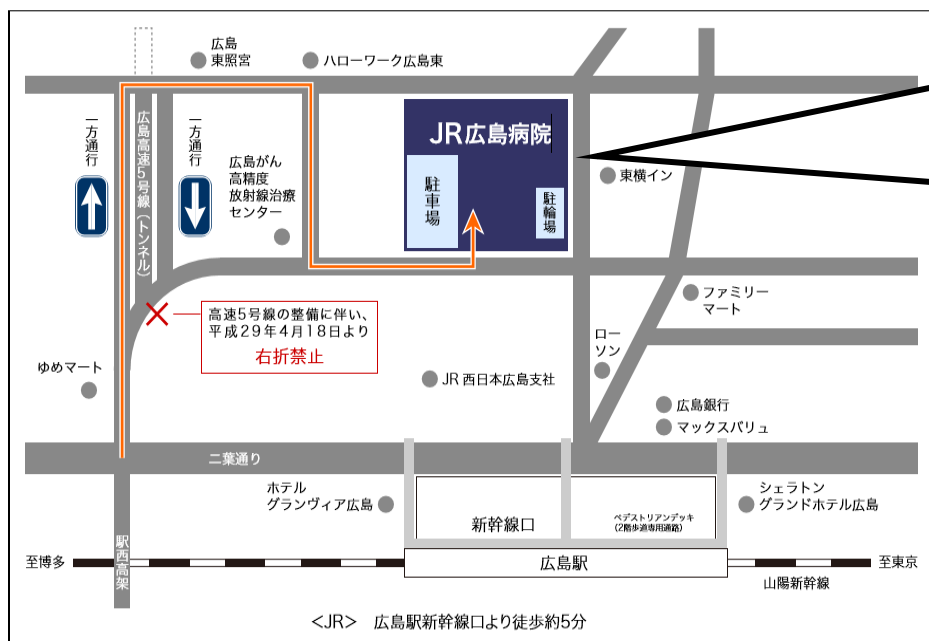 広島
東照宮
ハローワーク広島東
一方通行
広島高速5号線（トンネル）
一方通行
広島がん
高精度
放射線治療
センター
JR広島病院
駐車場
駐輪場
東横イン
高速5号線の整備に伴い、
平成29年4月18日より
右折禁止
ファミリー
マート
ロー
ソン
ゆめマート
JR西日本広島支社
広島銀行
マックスバリュ
二葉通り
ホテル
グランヴィア広島
シェラトン
グランドホテル広島
新幹線口
ペデストリアンデッキ
（2階歩道専用通路）
駅西高架
至博多
広島駅
至東京
山陽新幹線
＜JR＞ 広島駅新幹線口より徒歩約5分